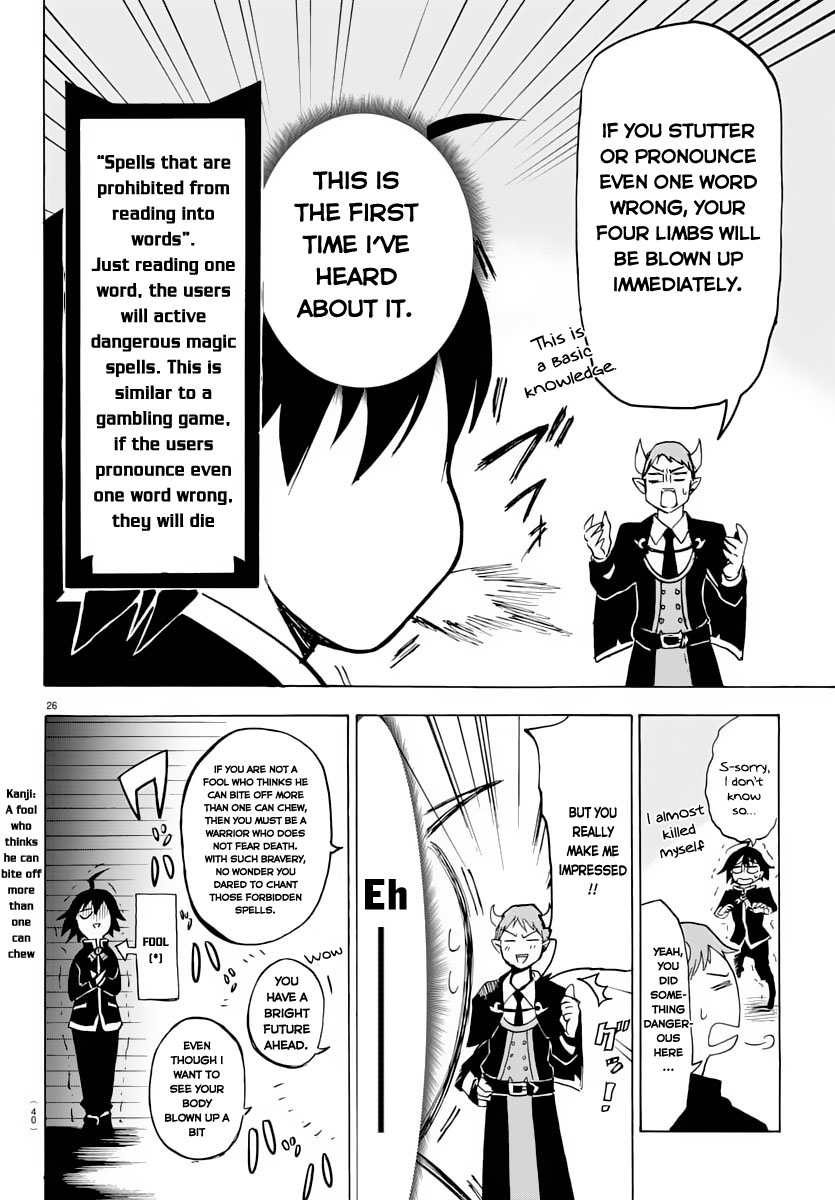 IF YOU STUTTER
OR PRONOUNCE
EVEN ONE WORD
WRONG, YOUR
FOUR LIMBS WILL
BE BLOWN UP
IMMEDIATELY.
This is
a Basic
knowledge.
THIS IS
THE FIRST
TIME I'VE
HEARD
ABOUT IT.
"Spells that are
prohibited from
reading into
words".
Just reading one
word, the users
will active
dangerous magic
spells. This is
similar to a
gambling game,
if the users
pronounce even
one word wrong,
they will die
26
S-sorry,
I don't
know
so...
I almost
killed
myself
YEAH,
YOU
DID
SOME-
THING
DANGER-
OUS
HERE
...
BUT YOU
REALLY
MAKE ME
IMPRESSED
!!
グッ!
Eh
IF YOU ARE NOT A
FOOL WHO THINKS HE
CAN BITE OFF MORE
THAN ONE CAN CHEW,
THEN YOU MUST BE A
WARRIOR WHO DOES
NOT FEAR DEATH.
WITH SUCH BRAVERY,
NO WONDER YOU
DARED TO CHANT
THOSE FORBIDDEN
SPELLS.
WOW
YOU
HAVE A
BRIGHT
FUTURE
AHEAD.
FOOL
(*)
EVEN
THOUGH I
WANT TO
SEE YOUR
BODY
BLOWN UP A
BIT
Kanji:
A fool
who
thinks
he can
bite off
more
than
one
can
chew
(40)